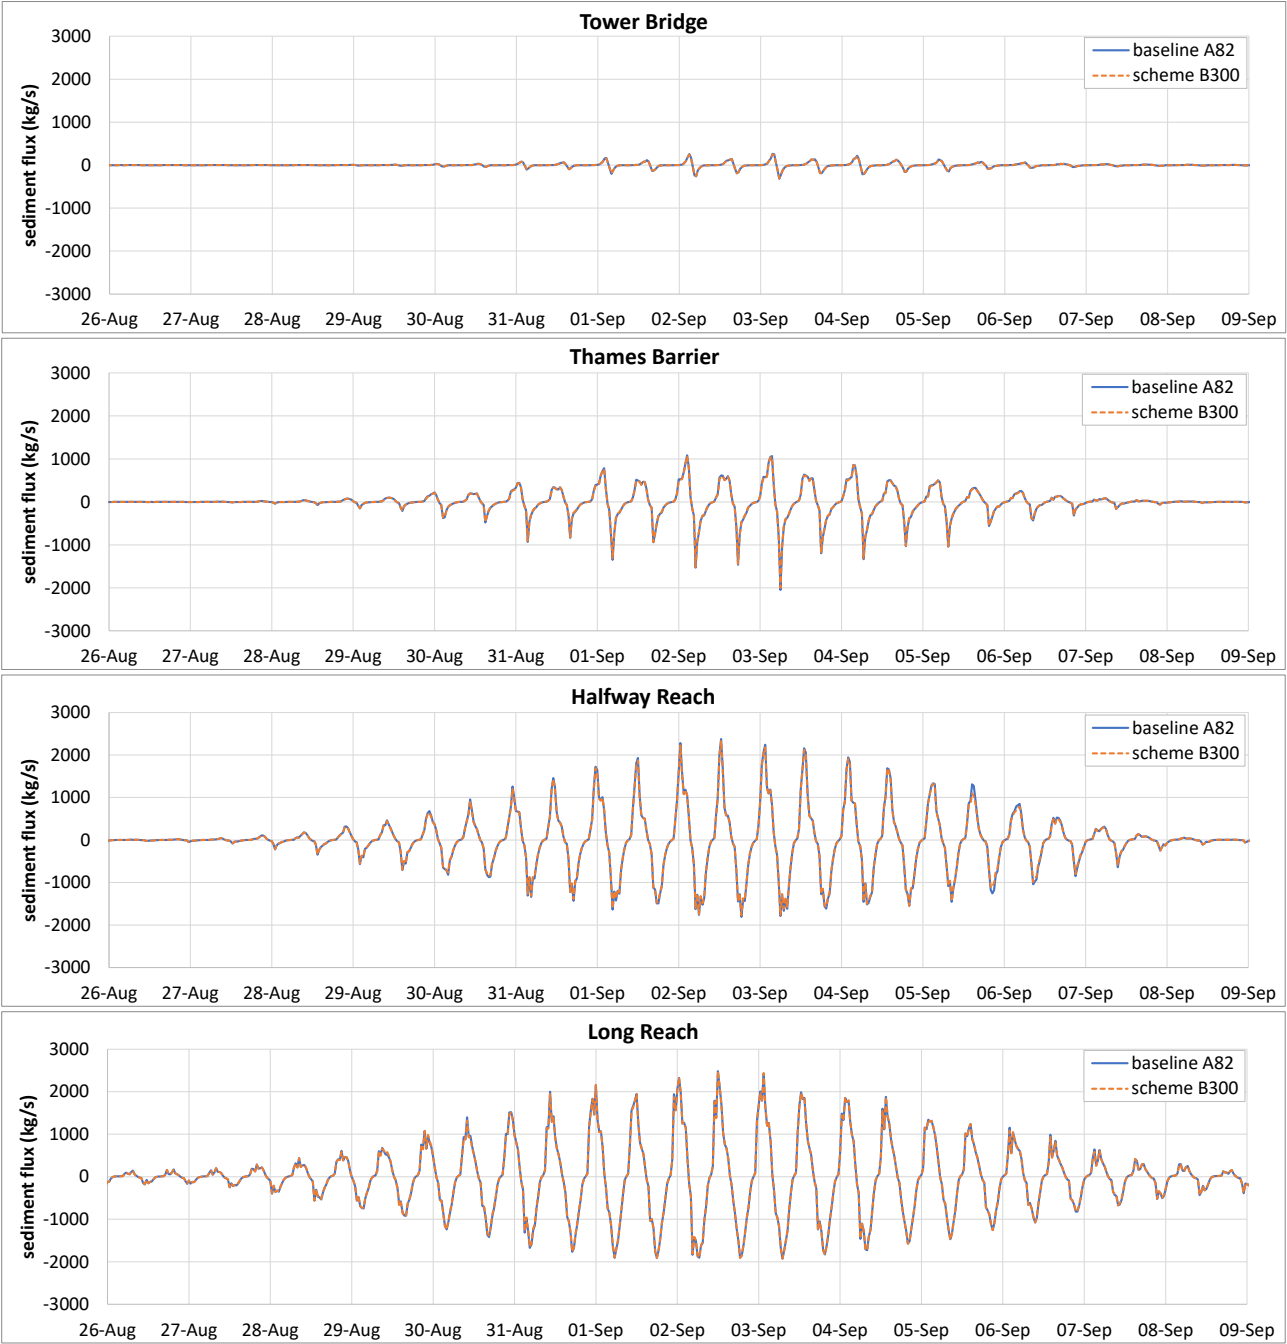 Tower Bridge
sediment flux (kg/s)
3000
2000
1000
0
-1000
-2000
-3000
baseline A82
scheme B300
26-Aug 27-Aug 28-Aug 29-Aug 30-Aug 31-Aug 01-Sep 02-Sep 03-Sep 04-Sep 05-Sep 06-Sep 07-Sep 08-Sep 09-Sep
Thames Barrier
sediment flux (kg/s)
3000
2000
1000
0
-1000
-2000
-3000
baseline A82
scheme B300
26-Aug 27-Aug 28-Aug 29-Aug 30-Aug 31-Aug 01-Sep 02-Sep 03-Sep 04-Sep 05-Sep 06-Sep 07-Sep 08-Sep 09-Sep
Halfway Reach
sediment flux (kg/s)
3000
2000
1000
0
-1000
-2000
-3000
baseline A82
scheme B300
26-Aug 27-Aug 28-Aug 29-Aug 30-Aug 31-Aug 01-Sep 02-Sep 03-Sep 04-Sep 05-Sep 06-Sep 07-Sep 08-Sep 09-Sep
Long Reach
sediment flux (kg/s)
3000
2000
1000
0
-1000
-2000
-3000
baseline A82
scheme B300
26-Aug 27-Aug 28-Aug 29-Aug 30-Aug 31-Aug 01-Sep 02-Sep 03-Sep 04-Sep 05-Sep 06-Sep 07-Sep 08-Sep 09-Sep